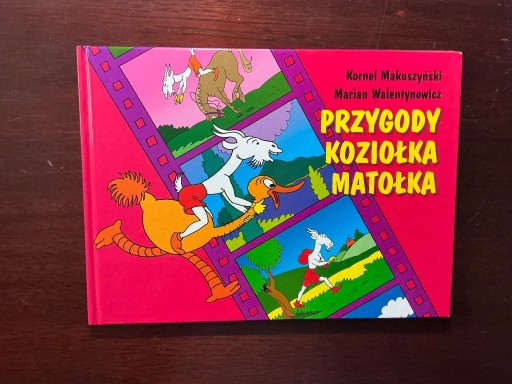 Kornel Makuszyński
Marian Walentynowicz
PRZYGODY
KOZIOŁKA
MATOŁKA